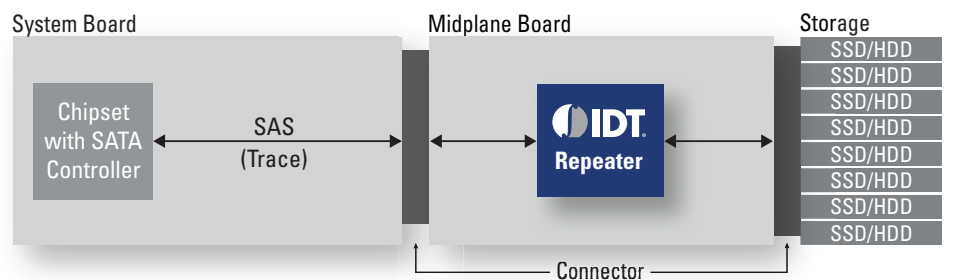 System Board
Midplane Board
Storage
Chipset
with SATA
Controller
SAS
(Trace)
IDT.
Repeater
SSD/HDD
SSD/HDD
SSD/HDD
SSD/HDD
SSD/HDD
SSD/HDD
SSD/HDD
SSD/HDD
Connector